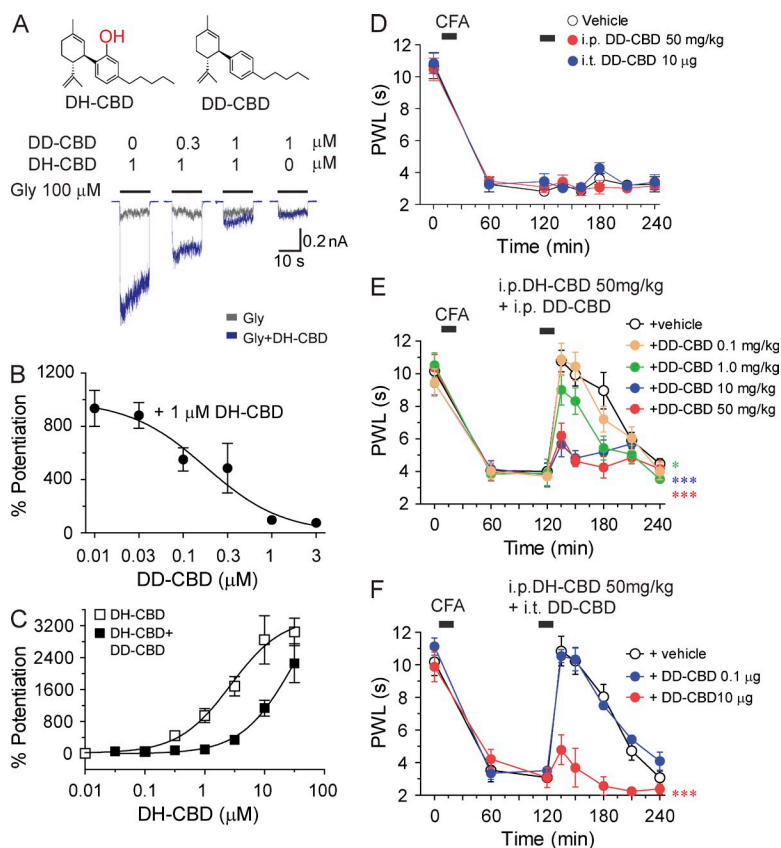 A
OH
DH-CBD
DD-CBD
DD-CBD 0 0.3 1 1 μM
DH-CBD 1 1 1 0 μM
Gly 100 μM
0.2 nA
10 s
Gly
Gly+DH-CBD
B
1200
800
400
0
% Potentiation
+ 1 μM DH-CBD
0.01 0.03 0.1 0.3 1 3
DD-CBD (μM)
C
DH-CBD
DH-CBD+
DD-CBD
3200
2400
1600
800
0
% Potentiation
0.01 0.1 1 10 100
DH-CBD (μM)
D
CFA
Vehicle
i.p. DD-CBD 50 mg/kg
i.t. DD-CBD 10 μg
12
10
8
6
4
2
PWL (s)
0 60 120 180 240
Time (min)
E
i.p.DH-CBD 50mg/kg
+ i.p. DD-CBD
CFA
+vehicle
+DD-CBD 0.1 mg/kg
+DD-CBD 1.0 mg/kg
+DD-CBD 10 mg/kg
+DD-CBD 50 mg/kg
12
10
8
6
4
2
PWL (s)
*
***
***
0 60 120 180 240
Time (min)
F
i.p.DH-CBD 50mg/kg
+ i.t. DD-CBD
CFA
+ vehicle
+ DD-CBD 0.1 μg
+ DD-CBD10 μg
12
10
8
6
4
2
PWL (s)
***
0 60 120 180 240
Time (min)